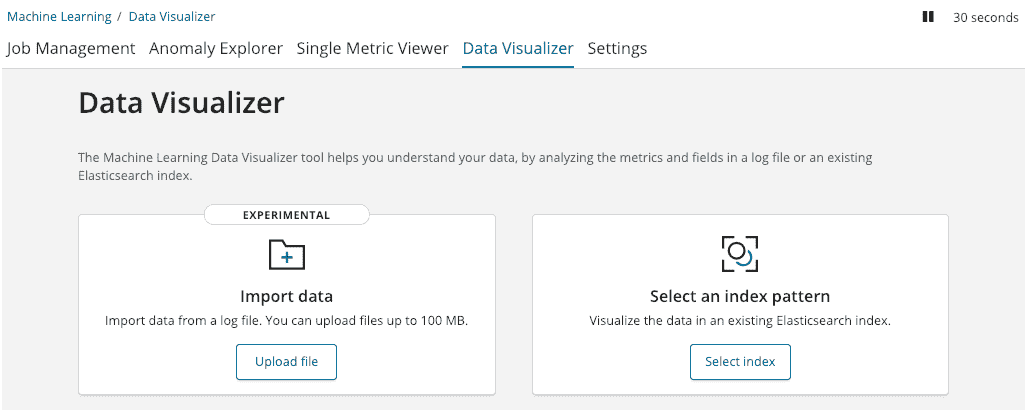 Machine Learning / Data Visualizer
30 seconds
Job Management Anomaly Explorer Single Metric Viewer Data Visualizer Settings
Data Visualizer
The Machine Learning Data Visualizer tool helps you understand your data, by analyzing the metrics and fields in a log file or an existing
Elasticsearch index.
EXPERIMENTAL
Import data
Import data from a log file. You can upload files up to 100 MB.
Upload file
Select an index pattern
Visualize the data in an existing Elasticsearch index.
Select index